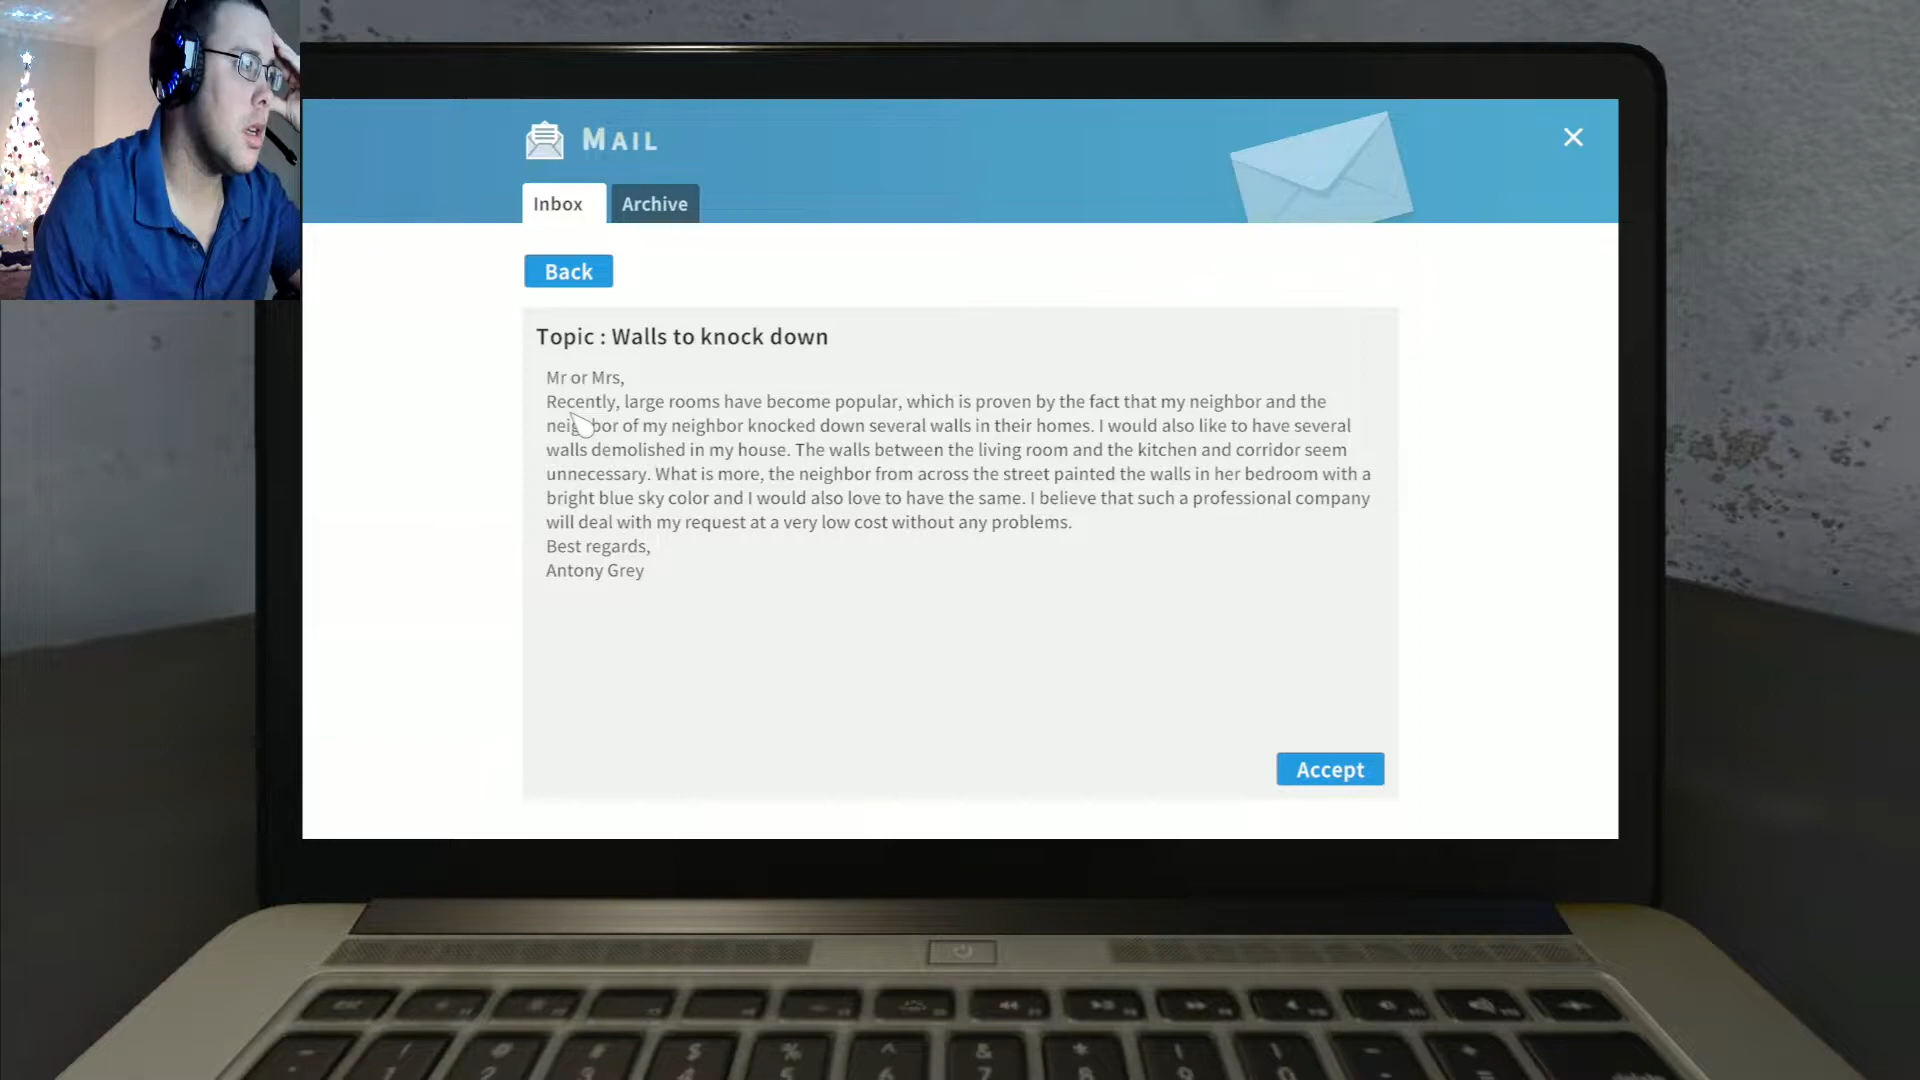 MAIL
Inbox
Archive
Back
Topic : Walls to knock down
Mr or Mrs,
Recently, large rooms have become popular, which is proven by the fact that my neighbor and the
neighbor of my neighbor knocked down several walls in their homes. I would also like to have several
walls demolished in my house. The walls between the living room and the kitchen and corridor seem
unnecessary. What is more, the neighbor from across the street painted the walls in her bedroom with a
bright blue sky color and I would also love to have the same. I believe that such a professional company
will deal with my request at a very low cost without any problems.
Best regards,
Antony Grey
Accept